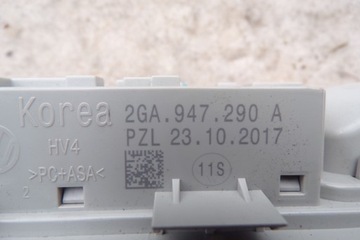 Korea 2GA.947.290 A
HV4 PZL 23.10.2017
>PC+ASA< 11S
2